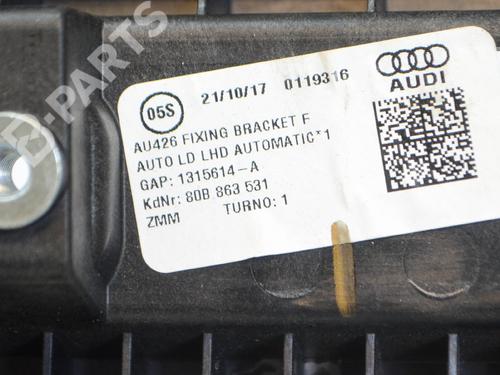 B-PARTS
05S 21/10/17 0119316
AUDI
AU426 FIXING BRACKET F
AUTO LD LHD AUTOMATIC*1
GAP: 1315614-A
KdNr: 80B 863 531
ZMM TURNO: 1